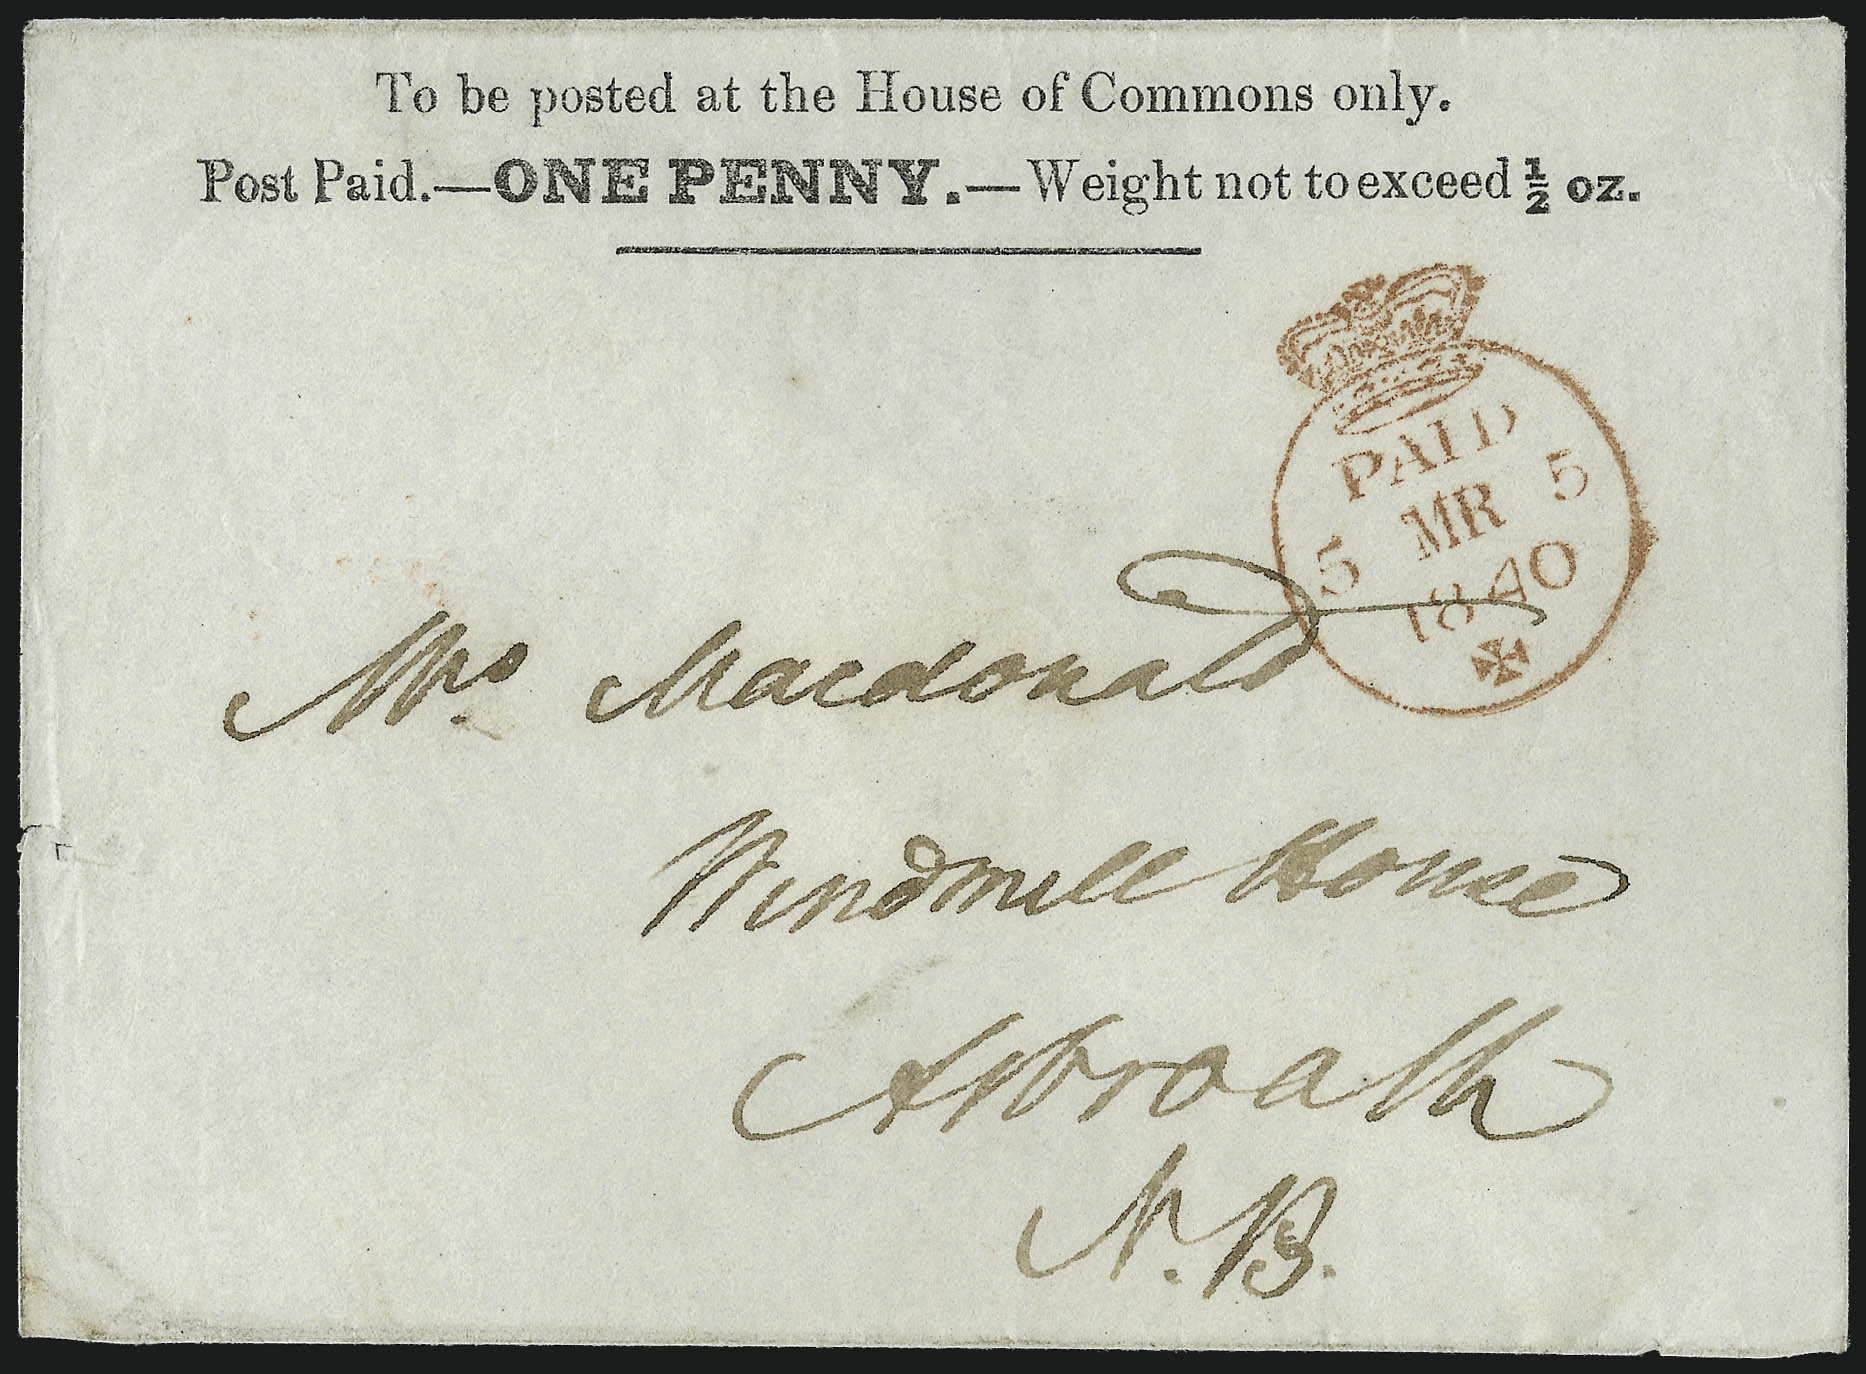 To be posted at the House of Commons only.
Post Paid.—ONE PENNY.—Weight not to exceed ½ oz.
PAID
5 MR 5
1840
Mrs Macdonald
Windmill House
Arbroath
N.B.